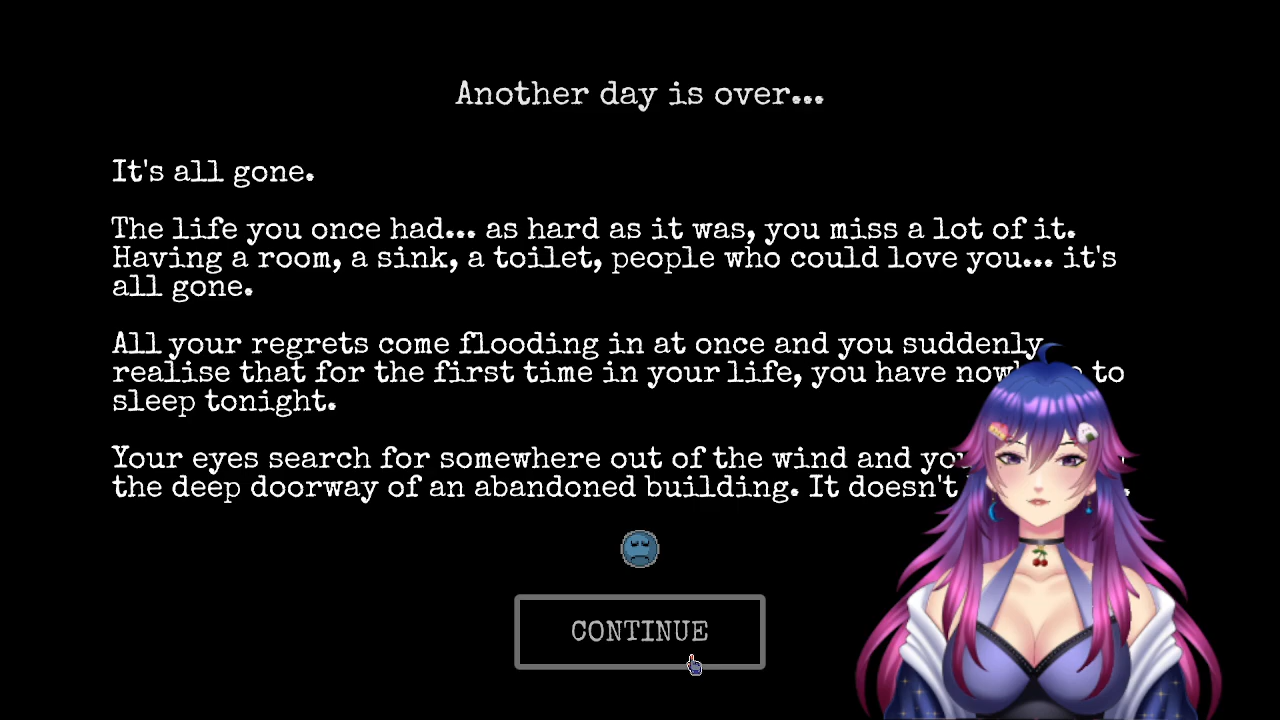 Another day is over...
It's all gone.
The life you once had... as hard as it was, you miss a lot of it.
Having a room, a sink, a toilet, people who could love you... it's
all gone.
All your regrets come flooding in at once and you suddenly
realise that for the first time in your life, you have to
sleep tonight.
Your eyes search for somewhere out of the wind and
the deep doorway of an abandoned building. It doesn't
CONTINUE